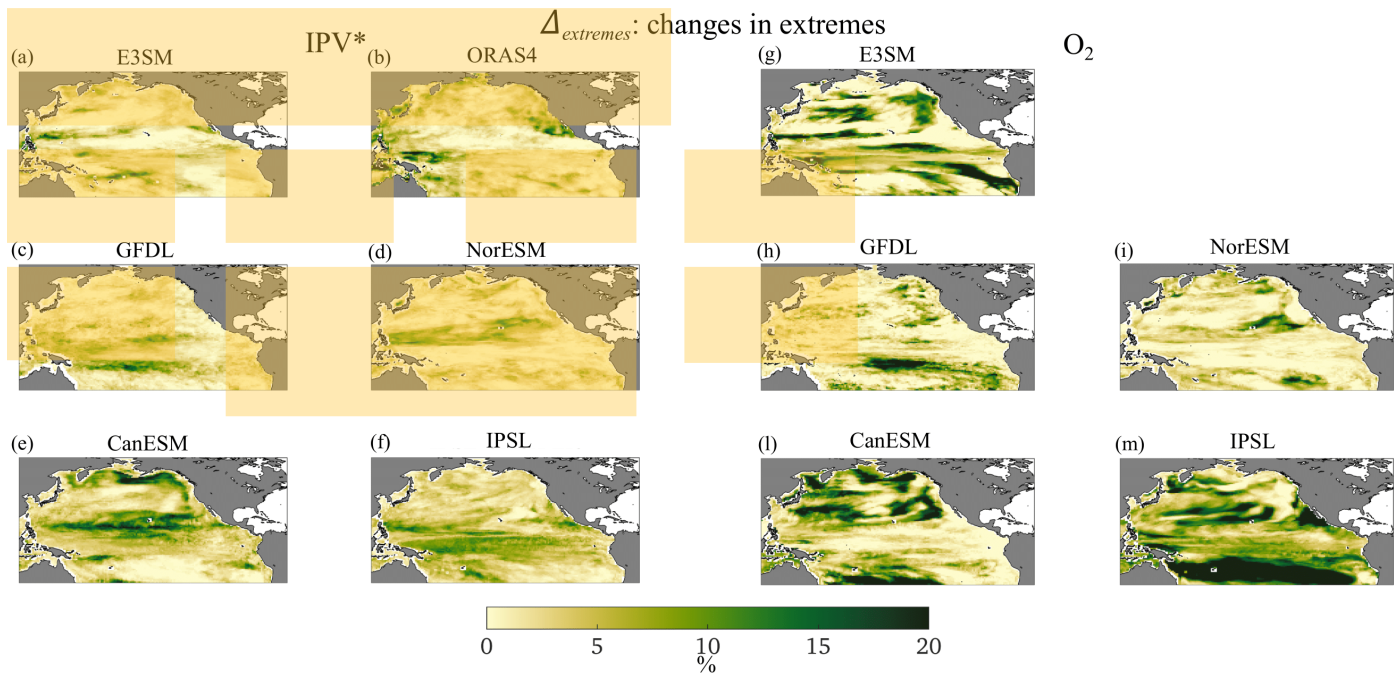 Δextremes: changes in extremes
IPV*
O2
(a) E3SM
(b) ORAS4
(g) E3SM
(c) GFDL
(d) NorESM
(h) GFDL
(i) NorESM
(e) CanESM
(f) IPSL
(l) CanESM
(m) IPSL
0 5 10 15 20
%